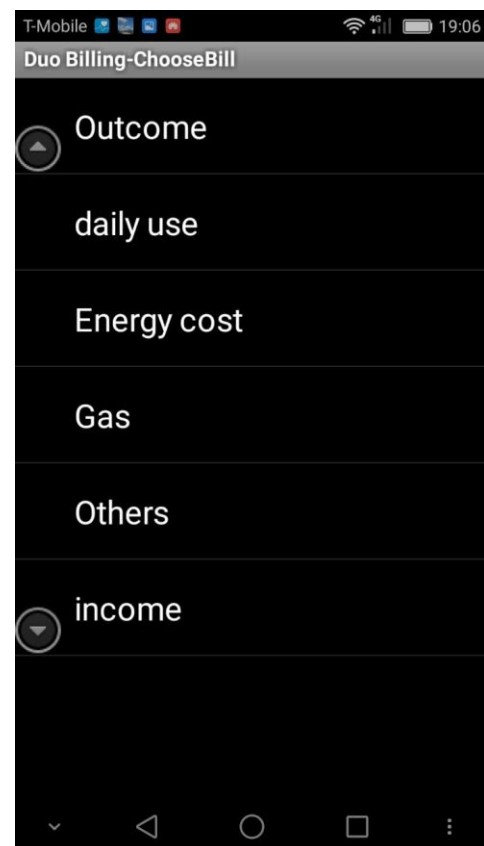 T-Mobile 4G 19:06
Duo Billing-ChooseBill
Outcome
daily use
Energy cost
Gas
Others
income